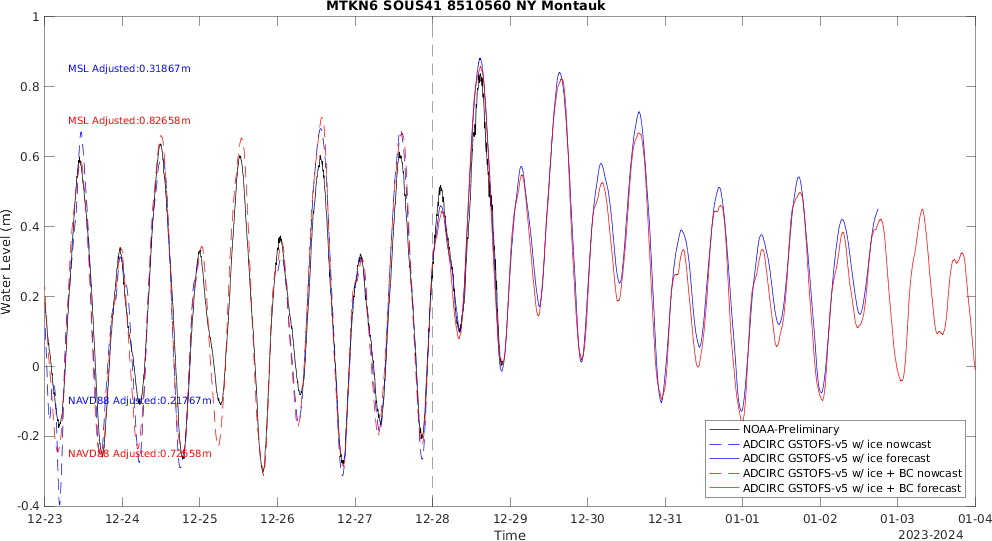 MTKN6 SOUS41 8510560 NY Montauk
Water Level (m)
1
0.8
0.6
0.4
0.2
0
-0.2
-0.4
MSL Adjusted:0.31867m
MSL Adjusted:0.82658m
NAVD88 Adjusted:0.21767m
NAVD88 Adjusted:0.72558m
NOAA-Preliminary
ADCIRC GSTOFS-v5 w/ ice nowcast
ADCIRC GSTOFS-v5 w/ ice forecast
ADCIRC GSTOFS-v5 w/ ice + BC nowcast
ADCIRC GSTOFS-v5 w/ ice + BC forecast
12-23 12-24 12-25 12-26 12-27 12-28 12-29 12-30 12-31 01-01 01-02 01-03 01-04
Time
2023-2024